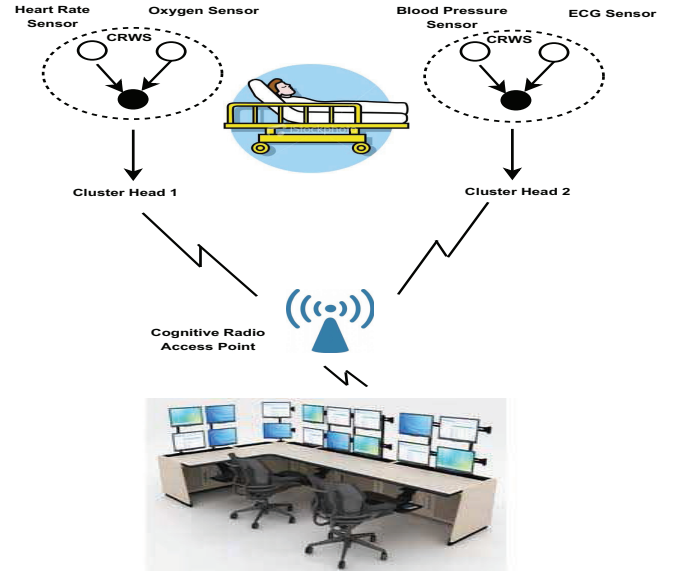 Heart Rate
Sensor
Oxygen Sensor
CRWS
Blood Pressure
Sensor
ECG Sensor
CRWS
iStockphoto
Cluster Head 1
Cluster Head 2
Cognitive Radio
Access Point